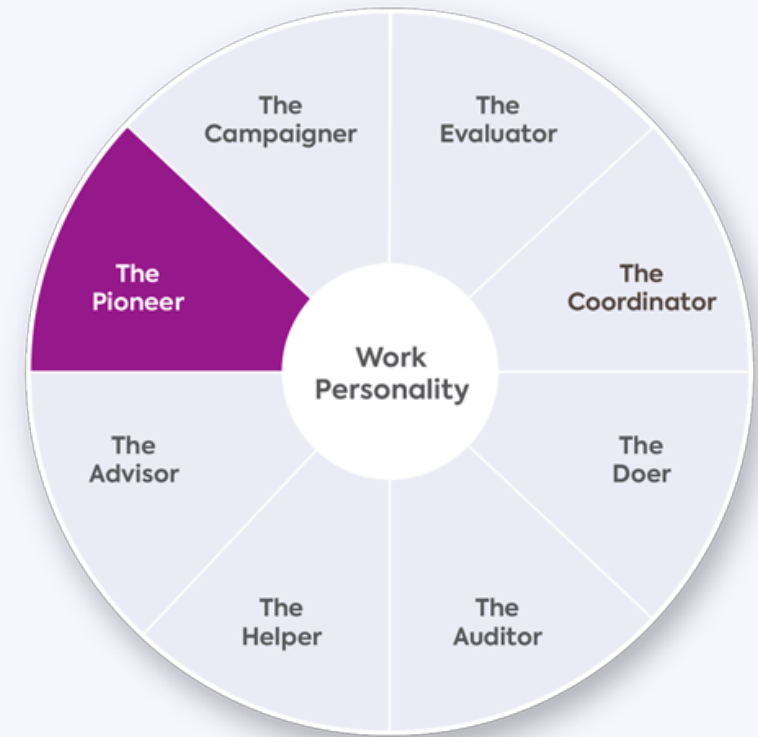 The
Campaigner
The
Evaluator
The
Pioneer
The
Coordinator
Work
Personality
The
Advisor
The
Doer
The
Helper
The
Auditor